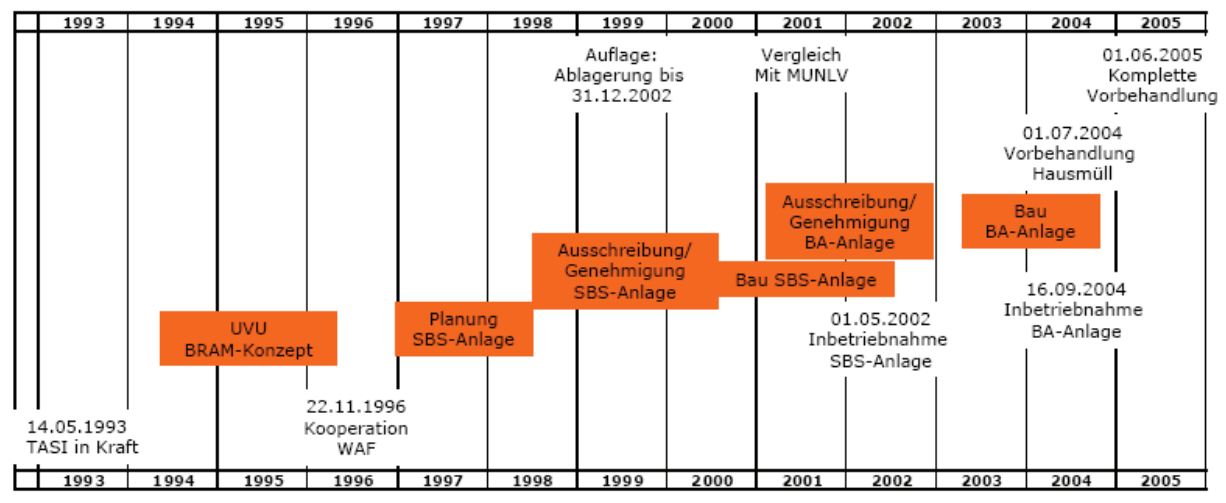 1993 1994 1995 1996 1997 1998 1999 2000 2001 2002 2003 2004 2005
Auflage:
Ablagerung bis
31.12.2002
Vergleich
Mit MUNLV
01.06.2005
Komplette
Vorbehandlung
01.07.2004
Vorbehandlung
Hausmüll
Ausschreibung/
Genehmigung
BA-Anlage
Bau
BA-Anlage
Ausschreibung/
Genehmigung
SBS-Anlage
Bau SBS-Anlage
16.09.2004
Inbetriebnahme
BA-Anlage
01.05.2002
Inbetriebnahme
SBS-Anlage
Planung
SBS-Anlage
UVU
BRAM-Konzept
22.11.1996
Kooperation
WAF
14.05.1993
TASI in Kraft
1993 1994 1995 1996 1997 1998 1999 2000 2001 2002 2003 2004 2005